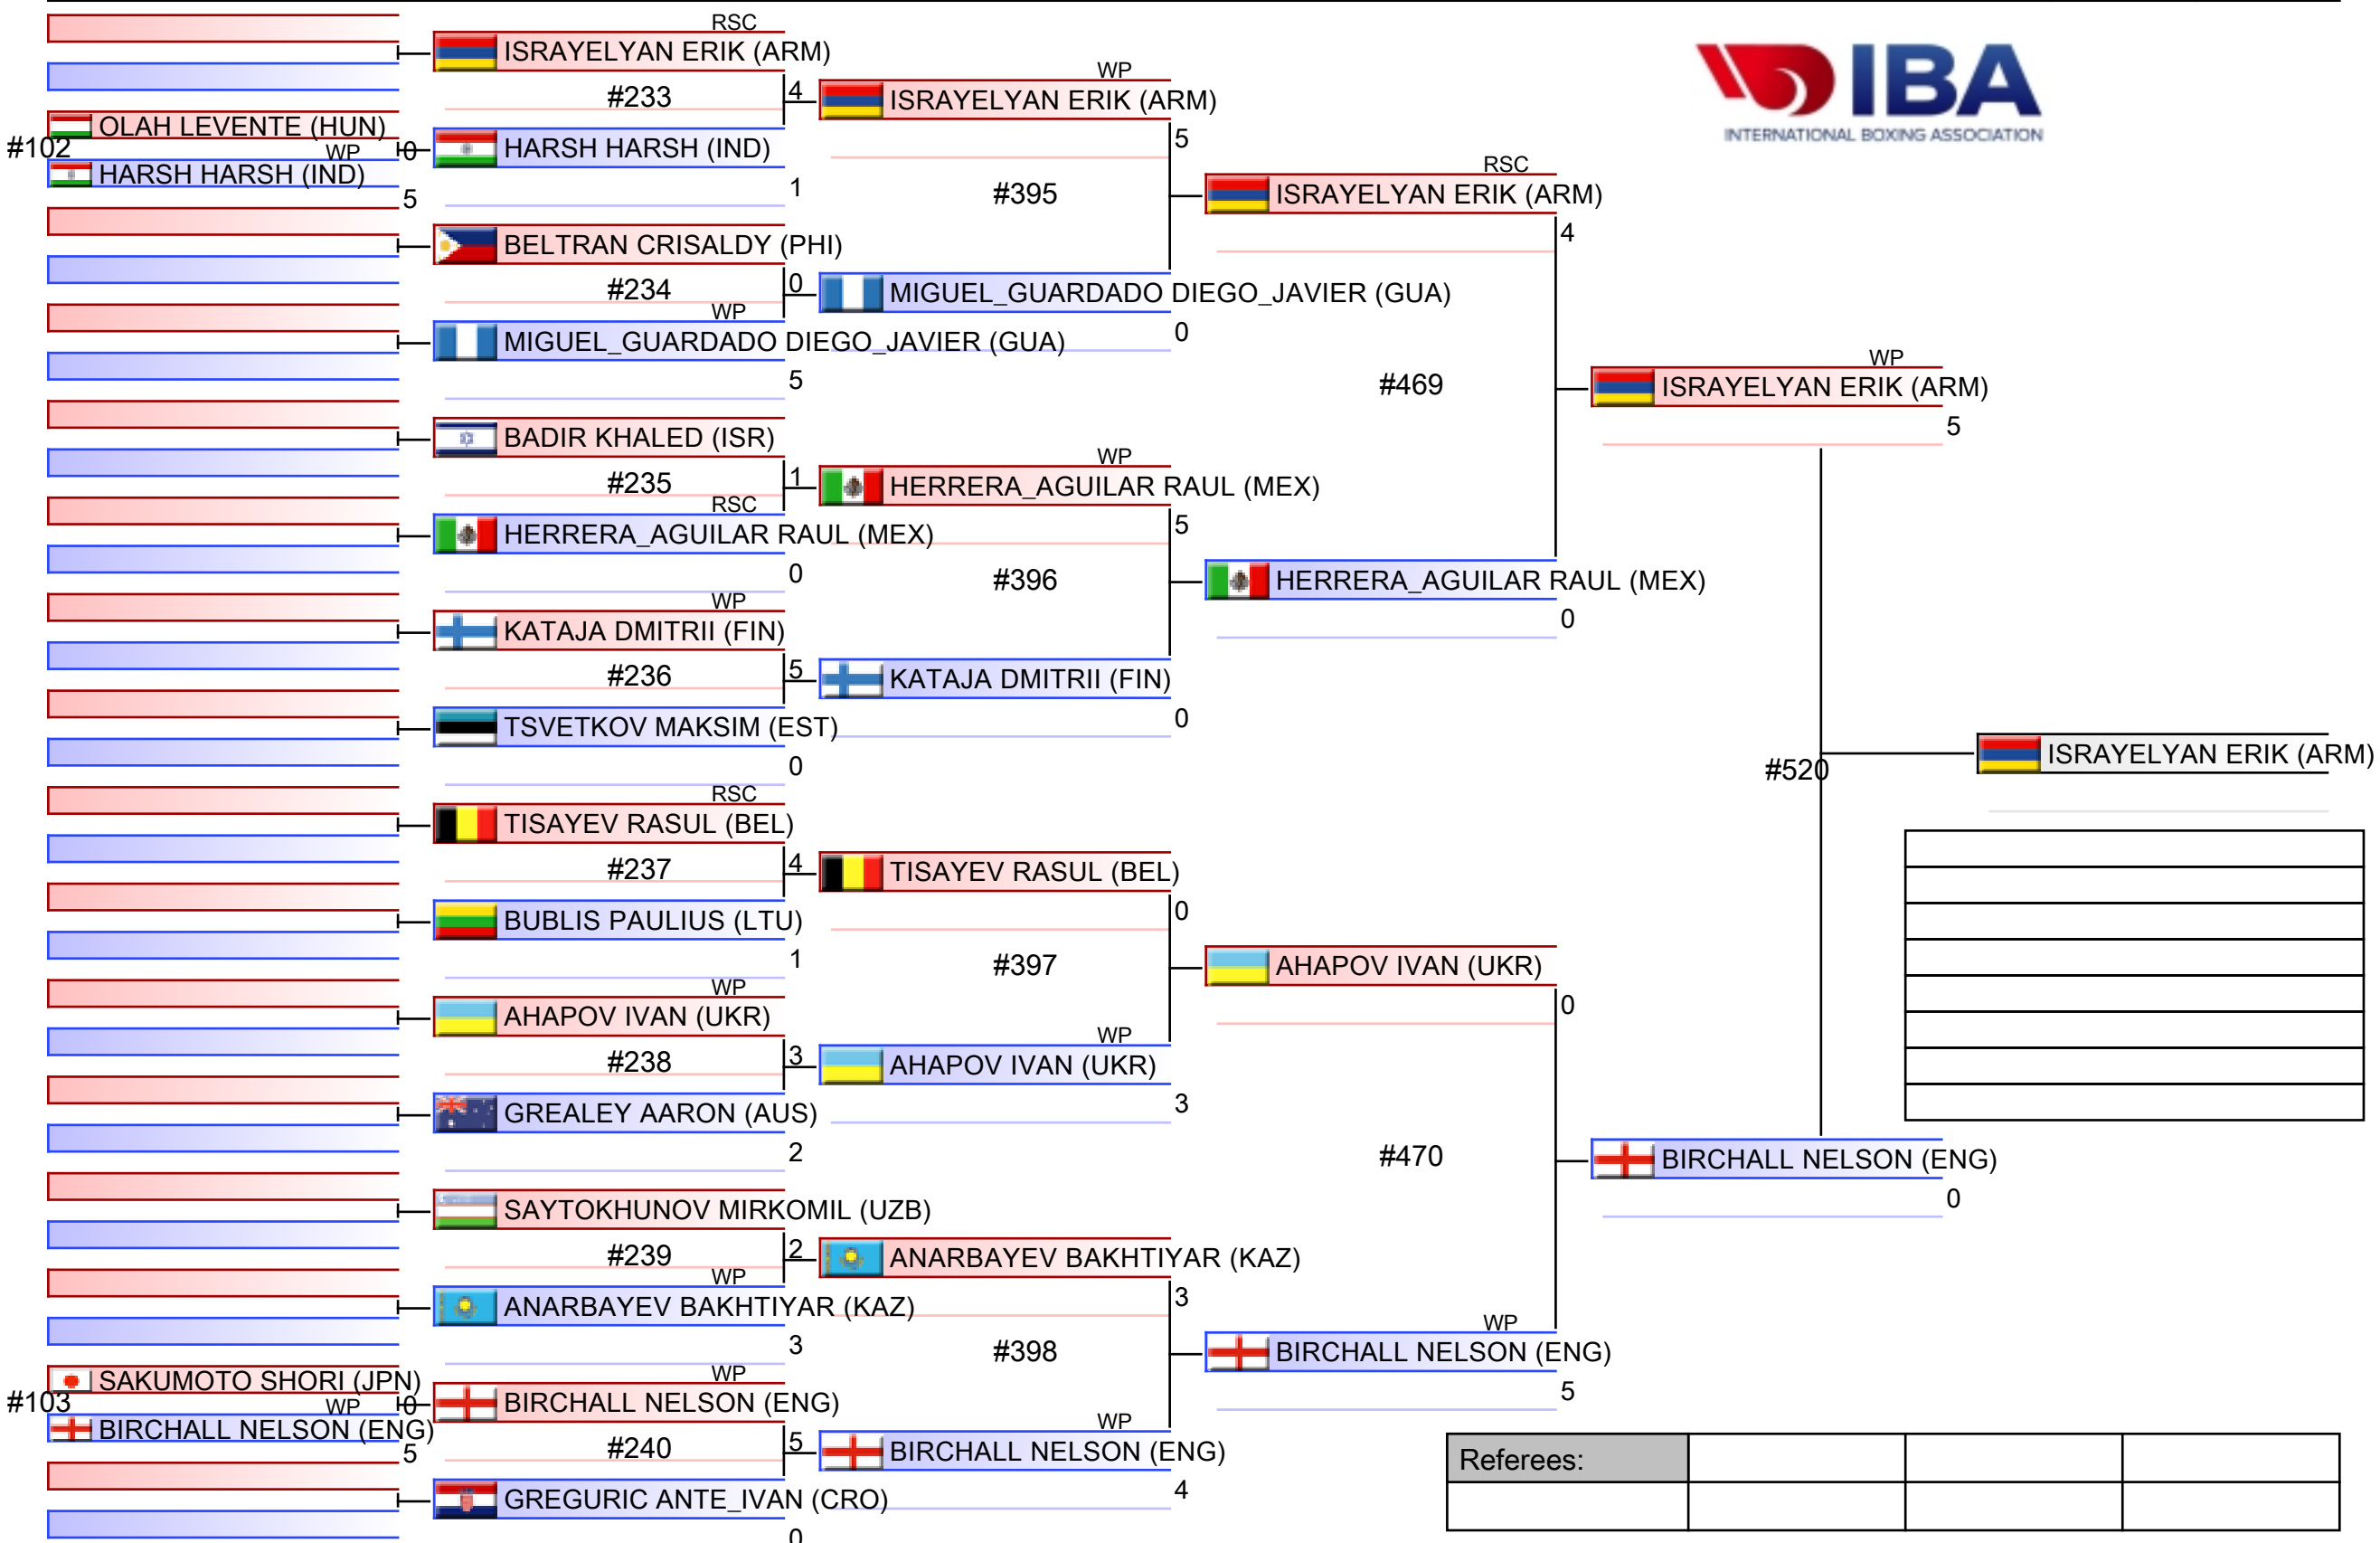 IBA
INTERNATIONAL BOXING ASSOCIATION
#102
OLAH LEVENTE (HUN)
0
WP
HARSH HARSH (IND)
5
#103
SAKUMOTO SHORI (JPN)
0
WP
BIRCHALL NELSON (ENG)
5
RSC
ISRAYELYAN ERIK (ARM)
4
#233
HARSH HARSH (IND)
1
BELTRAN CRISALDY (PHI)
0
#234
WP
MIGUEL_GUARDADO DIEGO_JAVIER (GUA)
5
BADIR KHALED (ISR)
1
#235
RSC
HERRERA_AGUILAR RAUL (MEX)
0
WP
KATAJA DMITRII (FIN)
5
#236
TSVETKOV MAKSIM (EST)
0
RSC
TISAYEV RASUL (BEL)
4
#237
BUBLIS PAULIUS (LTU)
1
WP
AHAPOV IVAN (UKR)
3
#238
GREALEY AARON (AUS)
2
SAYTOKHUNOV MIRKOMIL (UZB)
2
#239
WP
ANARBAYEV BAKHTIYAR (KAZ)
3
WP
BIRCHALL NELSON (ENG)
5
#240
GREGURIC ANTE_IVAN (CRO)
0
WP
ISRAYELYAN ERIK (ARM)
5
#395
MIGUEL_GUARDADO DIEGO_JAVIER (GUA)
0
WP
HERRERA_AGUILAR RAUL (MEX)
5
#396
KATAJA DMITRII (FIN)
0
TISAYEV RASUL (BEL)
0
#397
WP
AHAPOV IVAN (UKR)
3
ANARBAYEV BAKHTIYAR (KAZ)
3
#398
WP
BIRCHALL NELSON (ENG)
4
RSC
ISRAYELYAN ERIK (ARM)
4
#469
HERRERA_AGUILAR RAUL (MEX)
0
AHAPOV IVAN (UKR)
0
#470
WP
BIRCHALL NELSON (ENG)
5
WP
ISRAYELYAN ERIK (ARM)
5
#520
BIRCHALL NELSON (ENG)
0
ISRAYELYAN ERIK (ARM)
Referees: